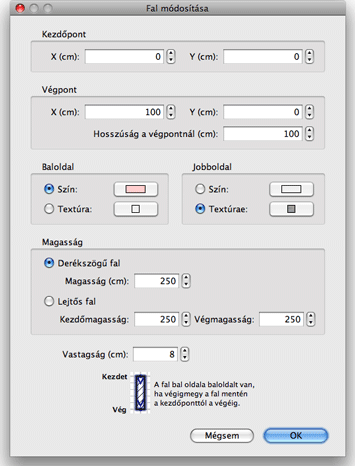 Fal módosítása
Kezdőpont
X (cm): 0 Y (cm): 0
Végpont
X (cm): 100 Y (cm): 0
Hosszúság a végpontnál (cm): 100
Baloldal Jobboldal
Szín: Szín:
Textúra: Textúrae:
Magasság
Derékszögű fal
Magasság (cm): 250
Lejtős fal
Kezdőmagasság: 250 Végmagasság: 250
Vastagság (cm): 8
Kezdet
A fal bal oldala baloldalt van,
ha végigmegy a fal mentén
a kezdőponttól a végéig.
Vég
Mégsem OK